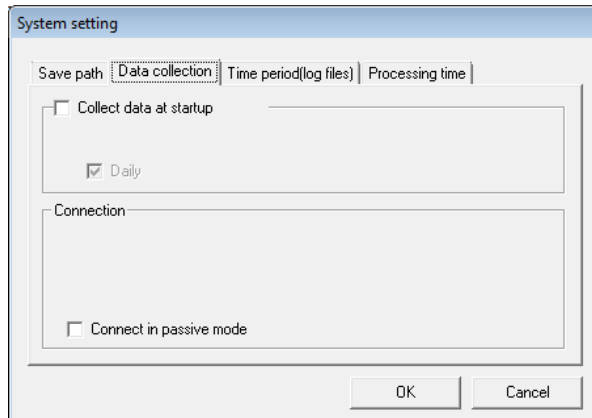 System setting
Save path Data collection Time period(log files) Processing time
Collect data at startup
Daily
Connection
Connect in passive mode
OK Cancel